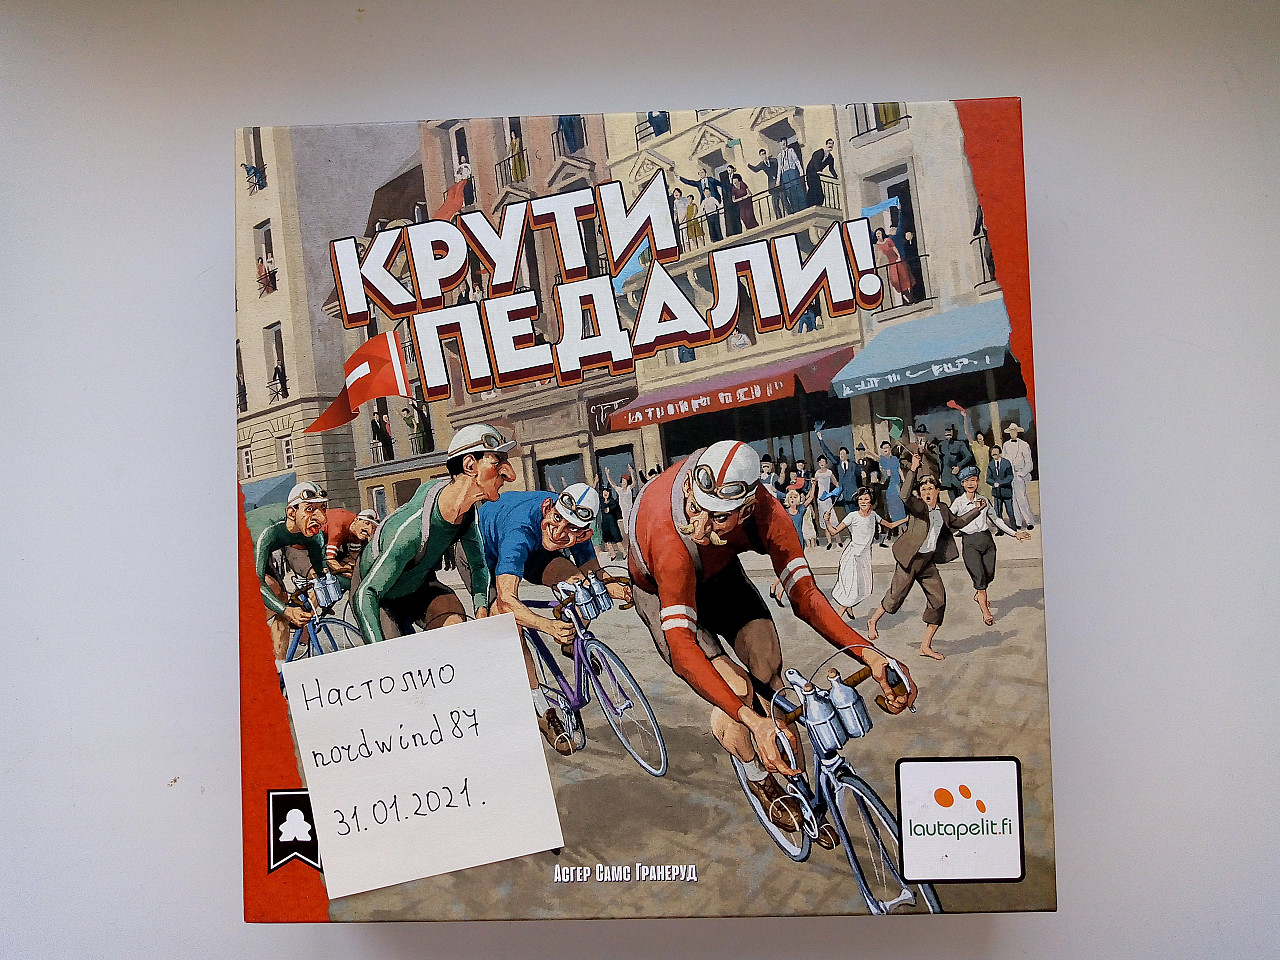 КРУТИ
ПЕДАЛИ!
Настолио
nordwind87
31.01.2021.
Асгер Самс Гранеруд
lautapelit.fi